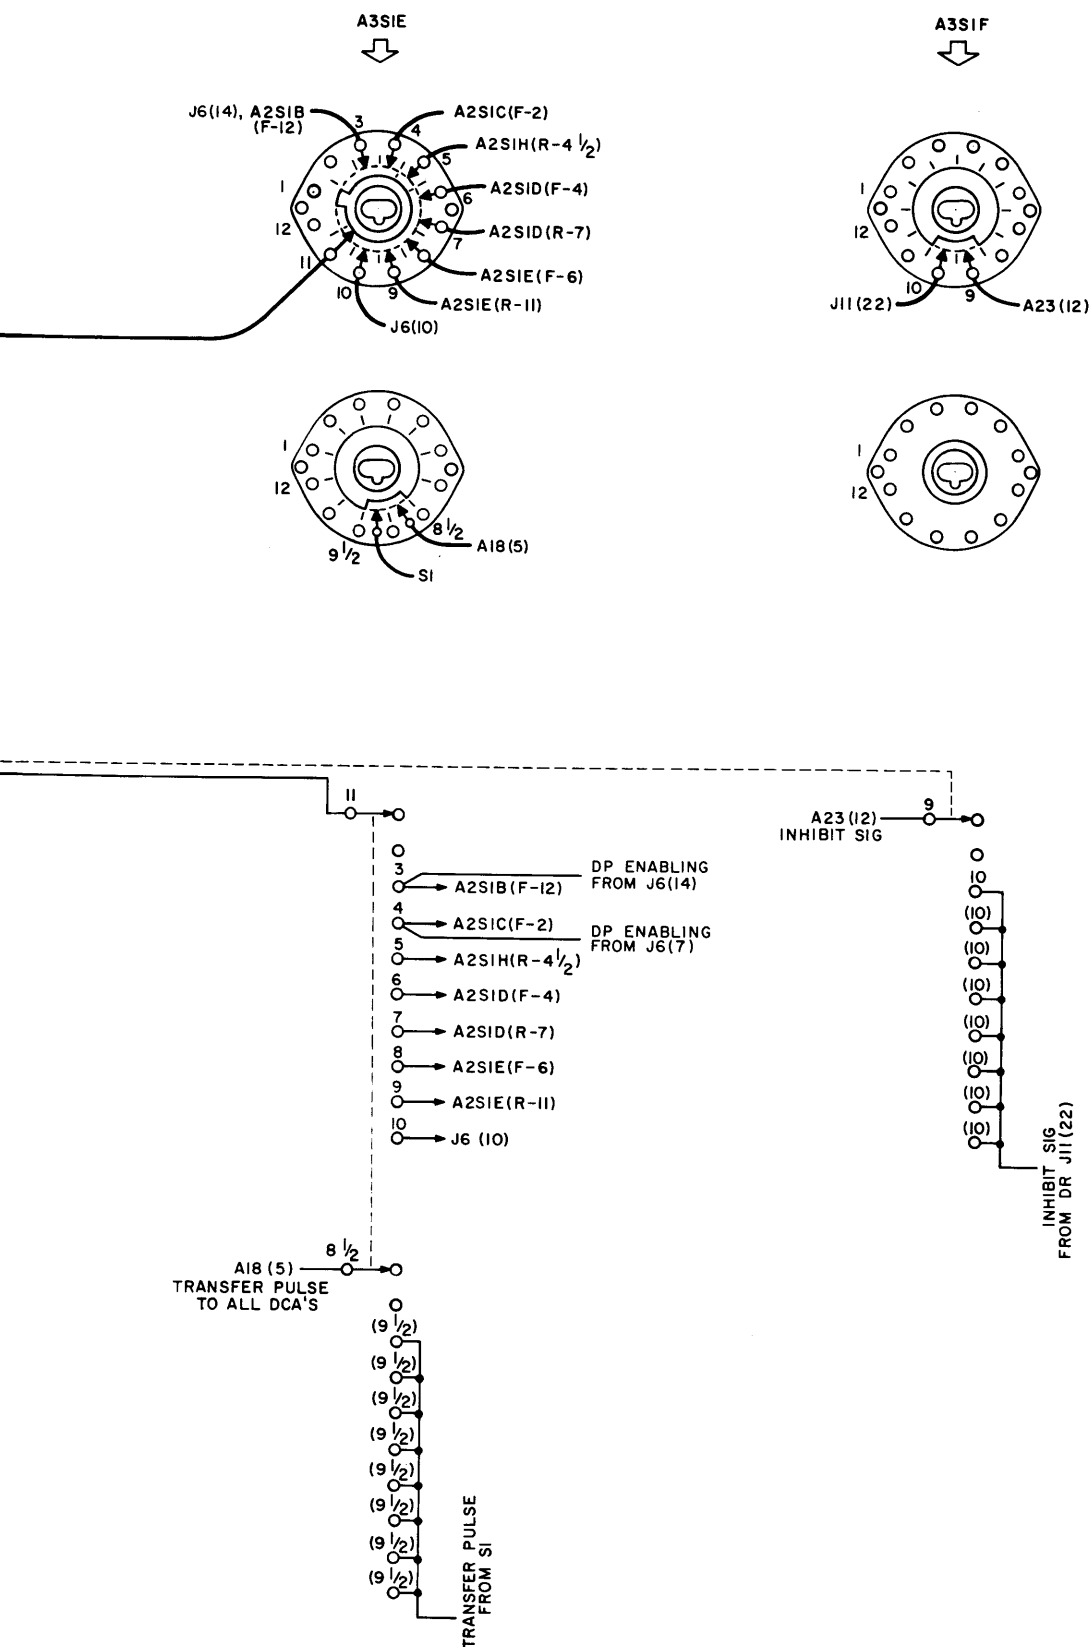 A3S1E
A3S1F
J6(14), A2S1B
(F-12)
3
4
A2S1C(F-2)
A2S1H(R-4 1/2)
5
A2S1D(F-4)
6
1
12
A2S1D(R-7)
7
A2S1E(F-6)
11
10
9
A2S1E(R-11)
J6(10)
1
12
10
9
J11(22)
A23(12)
1
12
8 1/2
9 1/2
A18(5)
S1
1
12
11
A23(12)
INHIBIT SIG
9
3
A2S1B(F-12)
DP ENABLING
FROM J6(14)
4
A2S1C(F-2)
DP ENABLING
FROM J6(7)
5
A2S1H(R-4 1/2)
6
A2S1D(F-4)
7
A2S1D(R-7)
8
A2S1E(F-6)
9
A2S1E(R-11)
10
J6 (10)
10
(10)
(10)
(10)
(10)
(10)
(10)
(10)
INHIBIT SIG
FROM DR J11(22)
8 1/2
A18(5)
TRANSFER PULSE
TO ALL DCA'S
(9 1/2)
(9 1/2)
(9 1/2)
(9 1/2)
(9 1/2)
(9 1/2)
(9 1/2)
(9 1/2)
TRANSFER PULSE
FROM S1